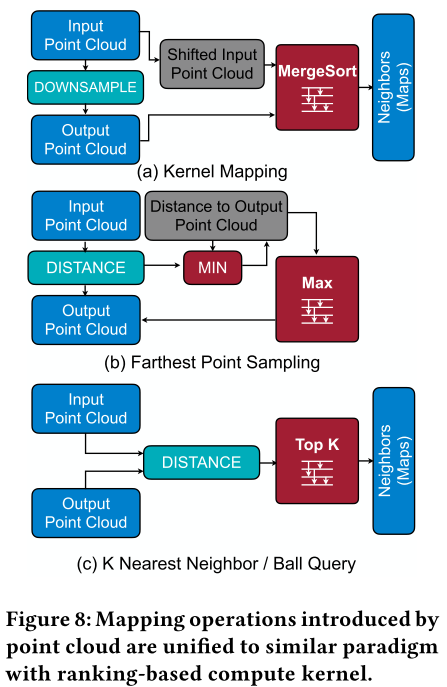 Input
Point Cloud
Shifted Input
Point Cloud
MergeSort
Neighbors
(Maps)
DOWNSAMPLE
Output
Point Cloud
(a) Kernel Mapping
Input
Point Cloud
Distance to Output
Point Cloud
DISTANCE
MIN
Max
Output
Point Cloud
(b) Farthest Point Sampling
Input
Point Cloud
DISTANCE
Top K
Neighbors
(Maps)
Output
Point Cloud
(c) K Nearest Neighbor / Ball Query
Figure 8: Mapping operations introduced by
point cloud are unified to similar paradigm
with ranking-based compute kernel.